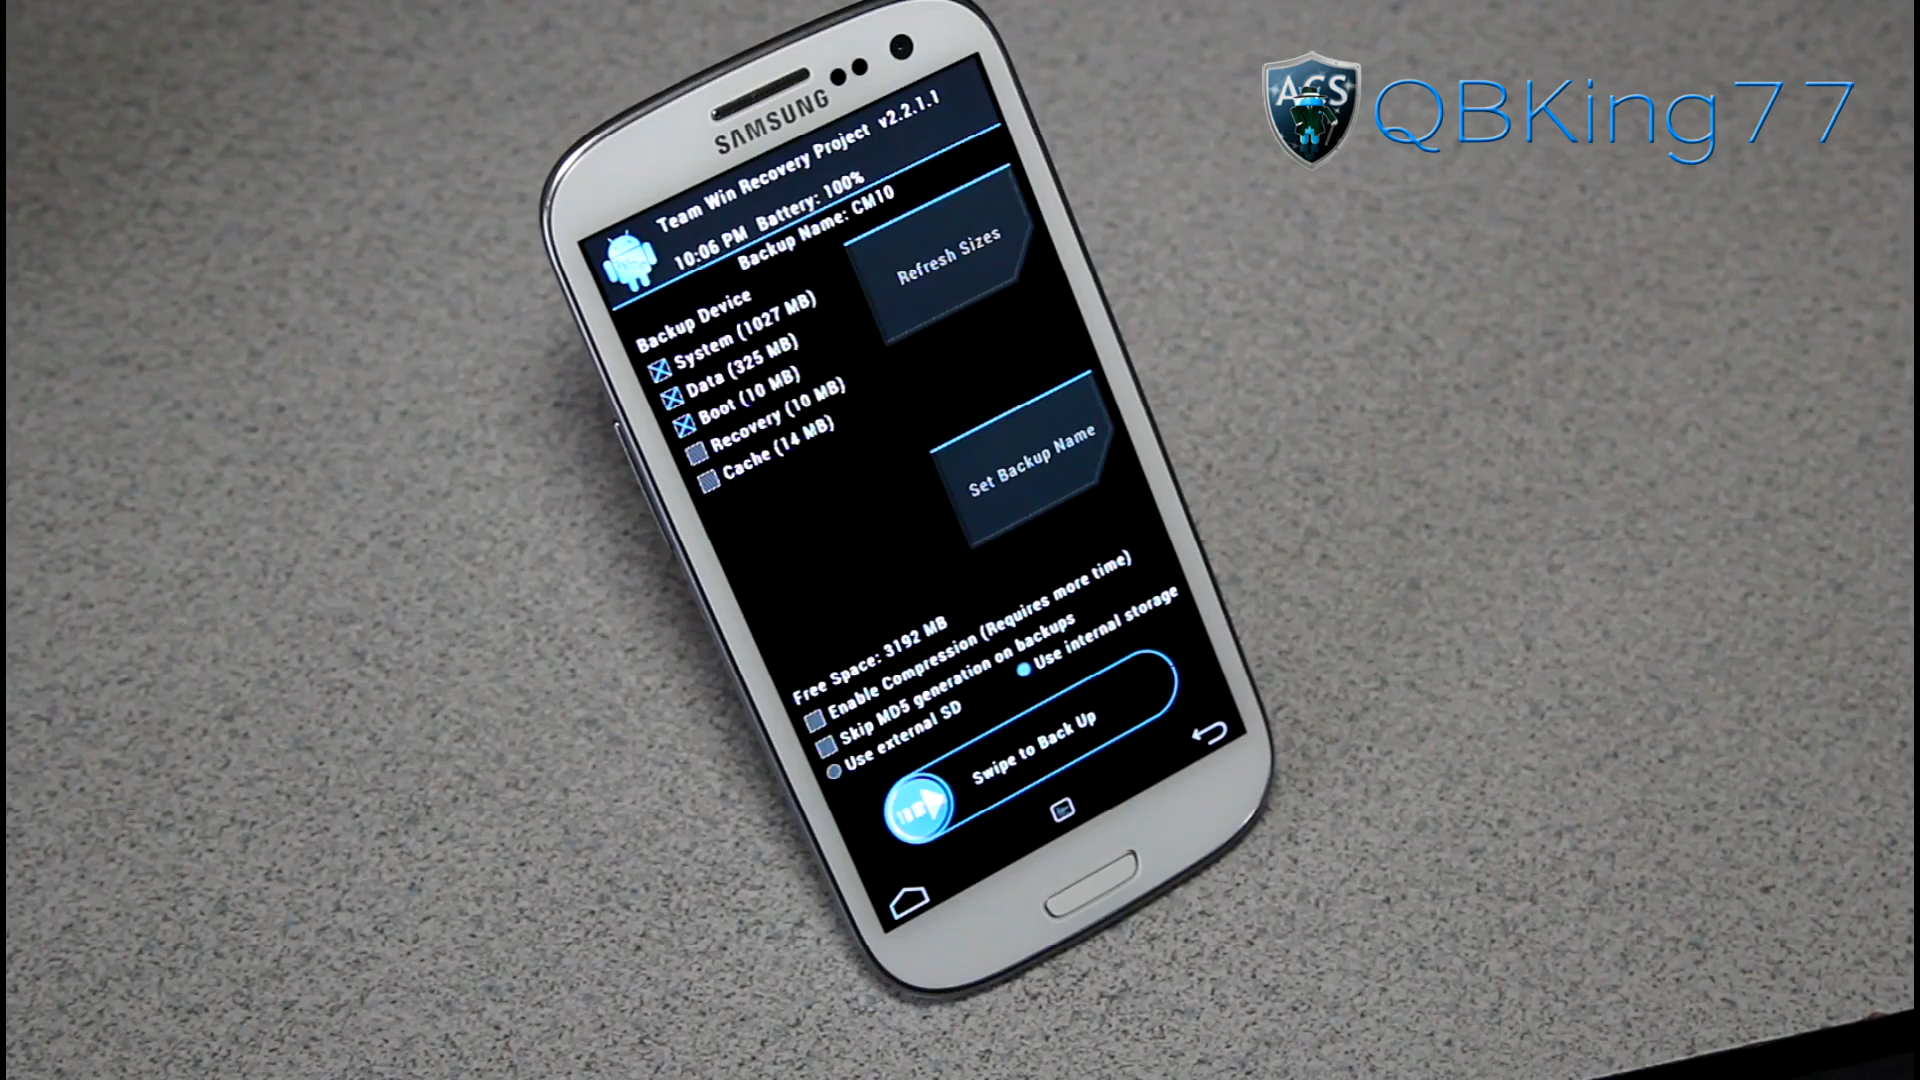 SAMSUNG
Team Win Recovery Project v2.2.1.1
10:06 PM Battery: 100%
Backup Name: CM10
Backup Device
System (1027 MB)
Data (325 MB)
Boot (10 MB)
Recovery (10 MB)
Cache (14 MB)
Refresh Sizes
Set Backup Name
Free Space: 3192 MB
Enable Compression (Requires more time)
Skip MD5 generation on backups
Use external SD
Use internal storage
Swipe to Back Up
AGS
QBKing77